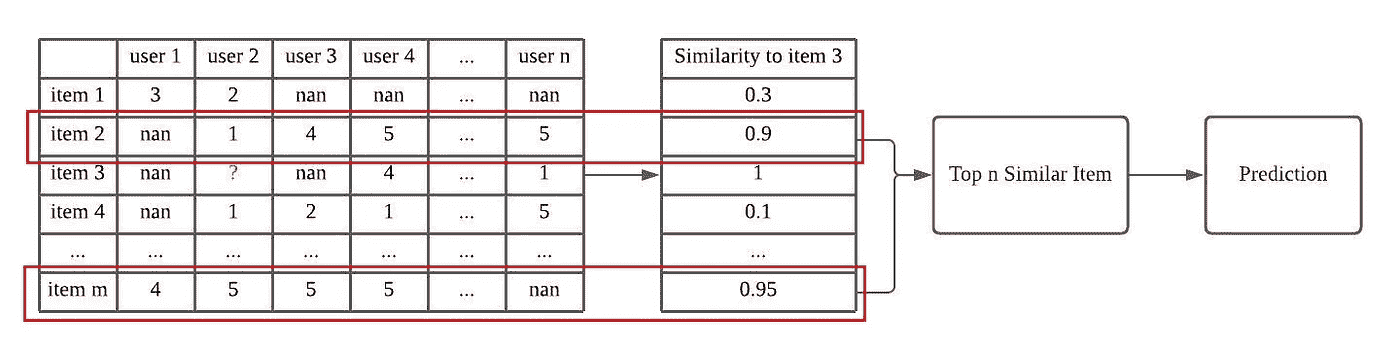 user 1 user 2 user 3 user 4 ... user n Similarity to item 3
item 1 3 2 nan nan ... nan 0.3
item 2 nan 1 4 5 ... 5 0.9
item 3 nan ? nan 4 ... 1 1
item 4 nan 1 2 1 ... 5 0.1
... ... ... ... ... ... ... ...
item m 4 5 5 5 ... nan 0.95
Top n Similar Item
Prediction